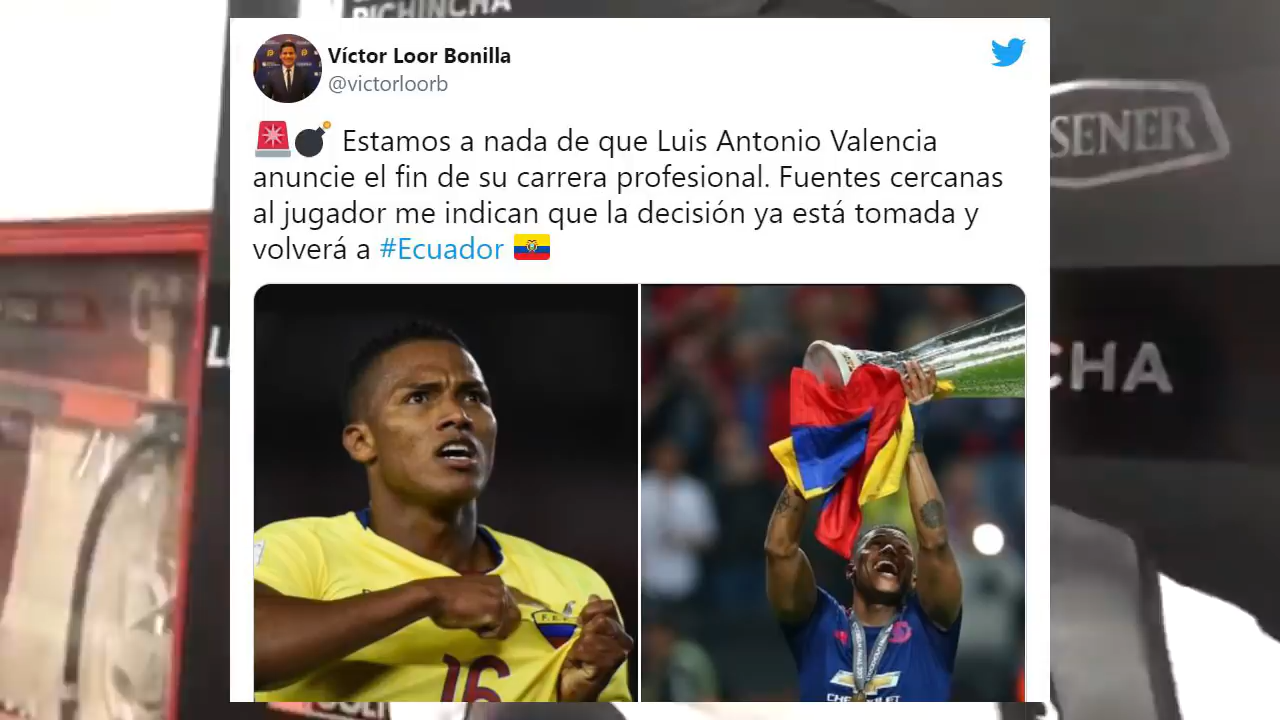 PICHINCHA
Víctor Loor Bonilla
@victorloorb
🚨💣 Estamos a nada de que Luis Antonio Valencia
anuncie el fin de su carrera profesional. Fuentes cercanas
al jugador me indican que la decisión ya está tomada y
volverá a #Ecuador 🇪🇨
SENER
CHA
16
CHEVROLET